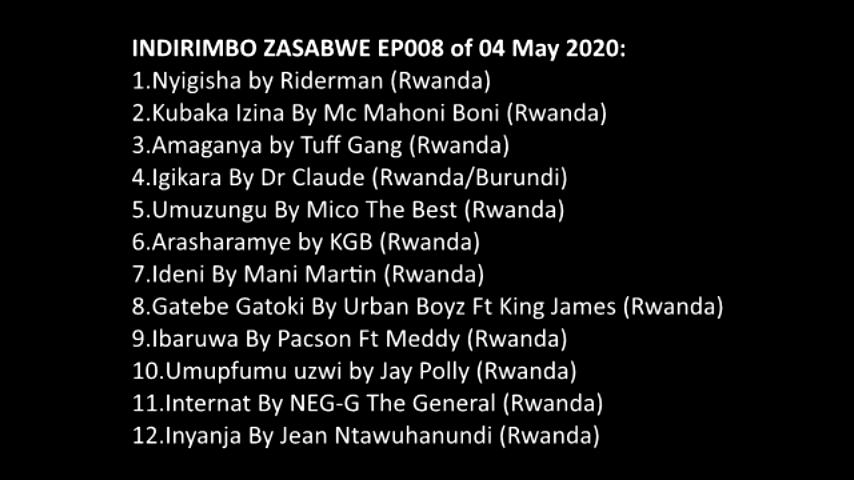 INDIRIMBO ZASABWE EP008 of 04 May 2020:
1.Nyigisha by Riderman (Rwanda)
2.Kubaka Izina By Mc Mahoni Boni (Rwanda)
3.Amaganya by Tuff Gang (Rwanda)
4.Igikara By Dr Claude (Rwanda/Burundi)
5.Umuzungu By Mico The Best (Rwanda)
6.Arasharamye by KGB (Rwanda)
7.Ideni By Mani Martin (Rwanda)
8.Gatebe Gatoki By Urban Boyz Ft King James (Rwanda)
9.Ibaruwa By Pacson Ft Meddy (Rwanda)
10.Umupfumu uzwi by Jay Polly (Rwanda)
11.Internat By NEG-G The General (Rwanda)
12.Inyanja By Jean Ntawuhanundi (Rwanda)